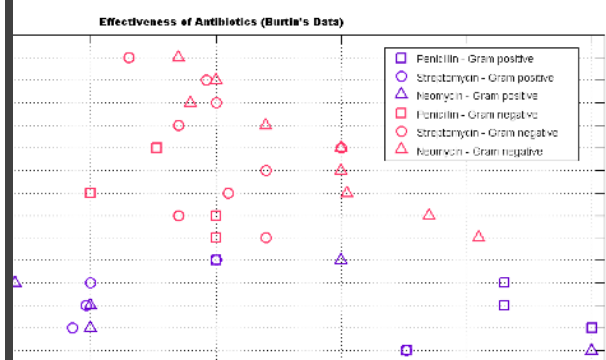 Effectiveness of Antibiotics (Burtin's Data)
Penicillin - Gram positive
Streptomycin - Gram positive
Neomycin - Gram positive
Penicillin - Gram negative
Streptomycin - Gram negative
Neomycin - Gram negative